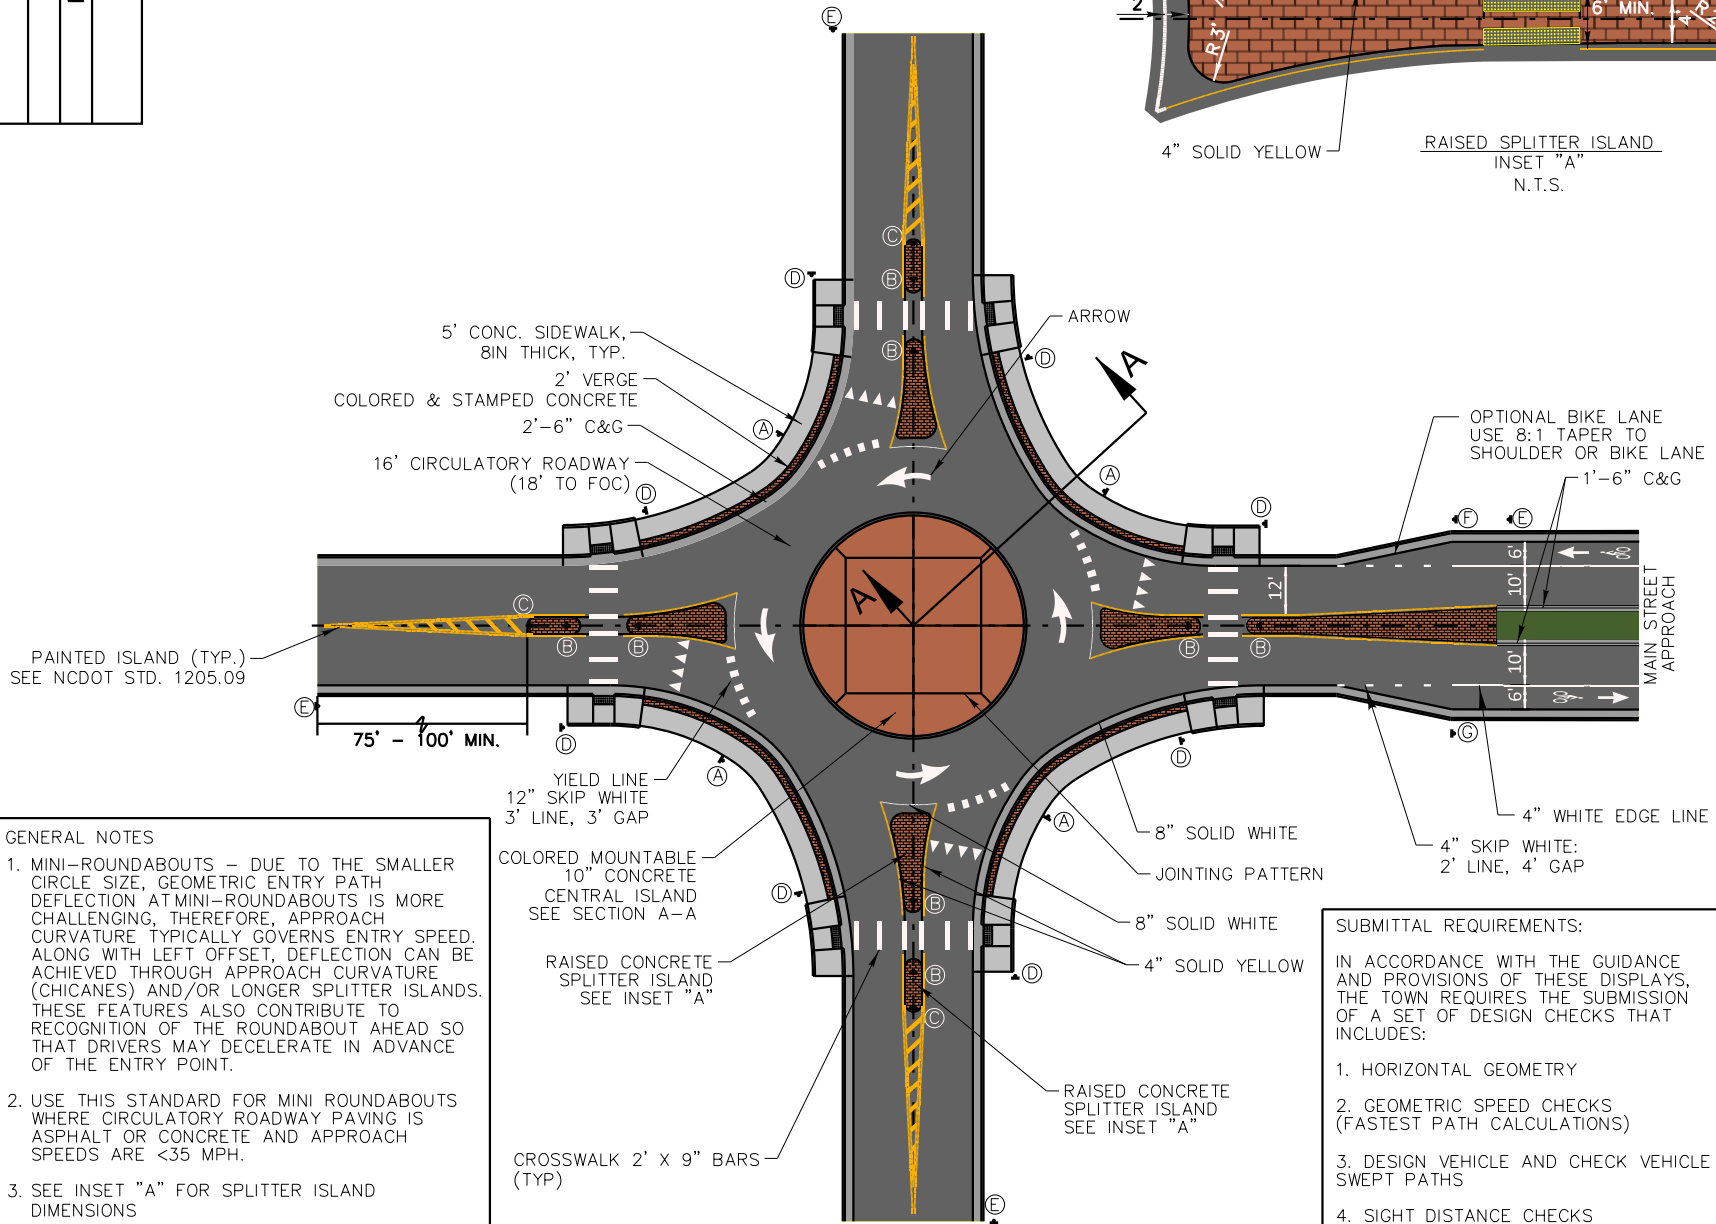 2'
R 3'
6' MIN.
4'
4" SOLID YELLOW
RAISED SPLITTER ISLAND
INSET "A"
N.T.S.
E
C
B
B
D
D
ARROW
5' CONC. SIDEWALK,
8IN THICK, TYP.
2' VERGE
COLORED & STAMPED CONCRETE
2'-6" C&G
16' CIRCULATORY ROADWAY
(18' TO FOC)
A
A
A
D
D
OPTIONAL BIKE LANE
USE 8:1 TAPER TO
SHOULDER OR BIKE LANE
1'-6" C&G
F
E
6'
10'
12'
10'
6'
MAIN STREET
APPROACH
C
B
B
A
B
B
PAINTED ISLAND (TYP.)
SEE NCDOT STD. 1205.09
E
75' - 100' MIN.
D
A
D
G
YIELD LINE
12" SKIP WHITE
3' LINE, 3' GAP
COLORED MOUNTABLE
10" CONCRETE
CENTRAL ISLAND
SEE SECTION A-A
RAISED CONCRETE
SPLITTER ISLAND
SEE INSET "A"
D
A
B
B
C
D
8" SOLID WHITE
JOINTING PATTERN
8" SOLID WHITE
4" SOLID YELLOW
4" WHITE EDGE LINE
4" SKIP WHITE:
2' LINE, 4' GAP
RAISED CONCRETE
SPLITTER ISLAND
SEE INSET "A"
CROSSWALK 2' X 9" BARS
(TYP)
E
GENERAL NOTES
1. MINI-ROUNDABOUTS - DUE TO THE SMALLER
CIRCLE SIZE, GEOMETRIC ENTRY PATH
DEFLECTION AT MINI-ROUNDABOUTS IS MORE
CHALLENGING, THEREFORE, APPROACH
CURVATURE TYPICALLY GOVERNS ENTRY SPEED.
ALONG WITH LEFT OFFSET, DEFLECTION CAN BE
ACHIEVED THROUGH APPROACH CURVATURE
(CHICANES) AND/OR LONGER SPLITTER ISLANDS.
THESE FEATURES ALSO CONTRIBUTE TO
RECOGNITION OF THE ROUNDABOUT AHEAD SO
THAT DRIVERS MAY DECELERATE IN ADVANCE
OF THE ENTRY POINT.
2. USE THIS STANDARD FOR MINI ROUNDABOUTS
WHERE CIRCULATORY ROADWAY PAVING IS
ASPHALT OR CONCRETE AND APPROACH
SPEEDS ARE <35 MPH.
3. SEE INSET "A" FOR SPLITTER ISLAND
DIMENSIONS
SUBMITTAL REQUIREMENTS:
IN ACCORDANCE WITH THE GUIDANCE
AND PROVISIONS OF THESE DISPLAYS,
THE TOWN REQUIRES THE SUBMISSION
OF A SET OF DESIGN CHECKS THAT
INCLUDES:
1. HORIZONTAL GEOMETRY
2. GEOMETRIC SPEED CHECKS
(FASTEST PATH CALCULATIONS)
3. DESIGN VEHICLE AND CHECK VEHICLE
SWEPT PATHS
4. SIGHT DISTANCE CHECKS